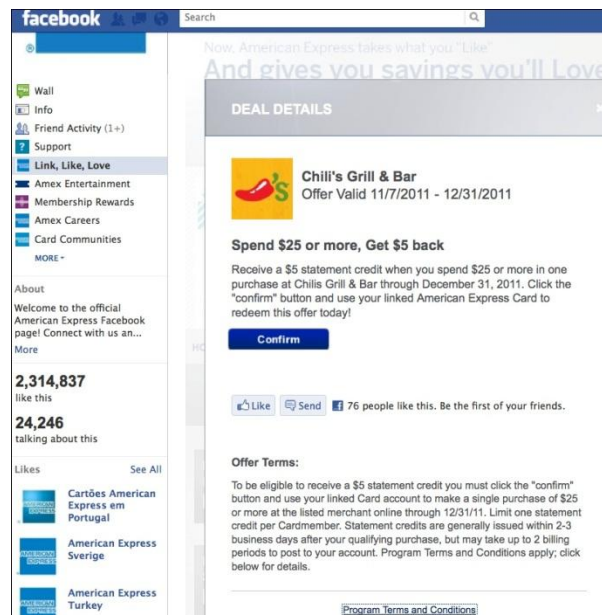 facebook
Search
Now, American Express takes what you "Like"
And gives you savings you'll Love
Wall
Info
Friend Activity (1+)
Support
Link, Like, Love
Amex Entertainment
Membership Rewards
Amex Careers
Card Communities
MORE
About
Welcome to the official
American Express Facebook
page! Connect with us an...
More
2,314,837
like this
24,246
talking about this
Likes See All
Cartões American
Express em
Portugal
American Express
Sverige
American Express
Turkey
DEAL DETAILS
Chili's Grill & Bar
Offer Valid 11/7/2011 - 12/31/2011
Spend $25 or more, Get $5 back
Receive a $5 statement credit when you spend $25 or more in one
purchase at Chilis Grill & Bar through December 31, 2011. Click the
"confirm" button and use your linked American Express Card to
redeem this offer today!
Confirm
Like Send 76 people like this. Be the first of your friends.
Offer Terms:
To be eligible to receive a $5 statement credit you must click the "confirm"
button and use your linked Card account to make a single purchase of $25
or more at the listed merchant online through 12/31/11. Limit one statement
credit per Cardmember. Statement credits are generally issued within 2-3
business days after your qualifying purchase, but may take up to 2 billing
periods to post to your account. Program Terms and Conditions apply; click
below for details.
Program Terms and Conditions